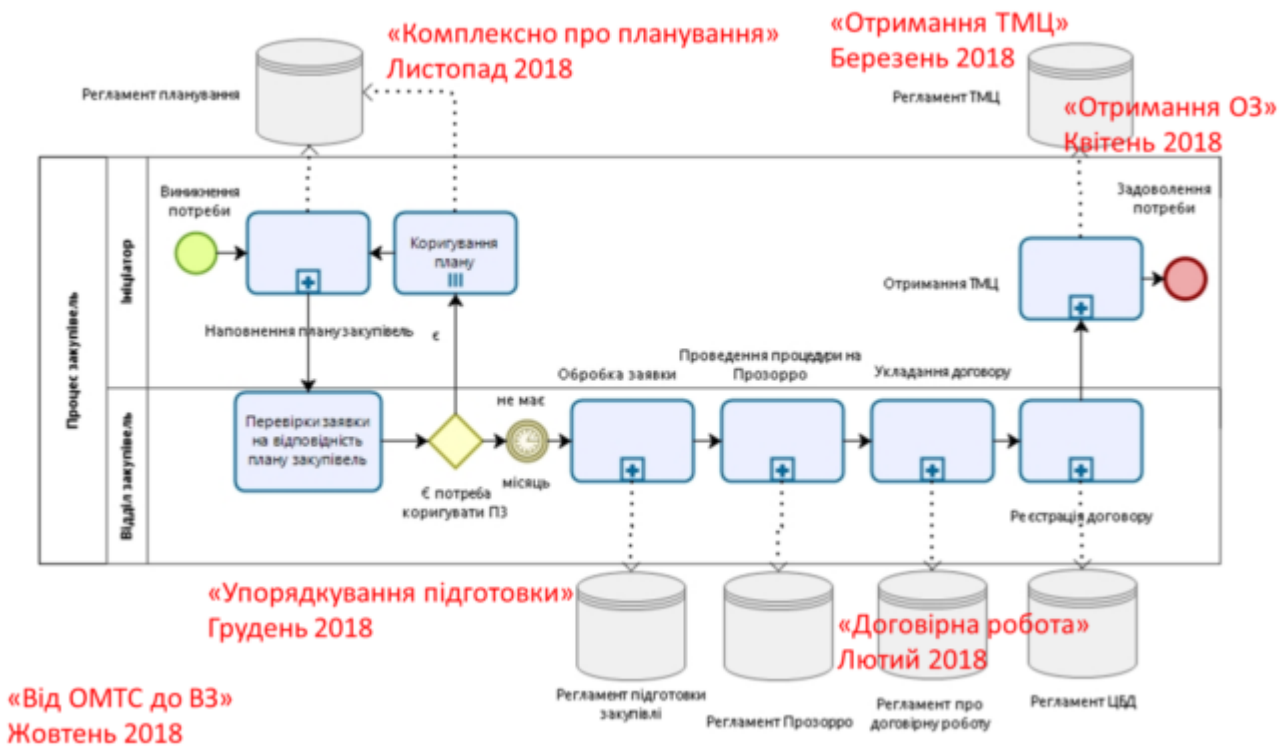 «Комплексно про планування»
Листопад 2018
«Отримання ТМЦ»
Березень 2018
Регламент планування
Регламент ТМЦ
«Отримання ОЗ»
Квітень 2018
Процес закупівель
Ініціатор
Виникнення
потреби
Коригування
плану
Задоволення
потреби
Отримання ТМЦ
Наповнення плану закупівель
є
Відділ закупівель
Перевірки заявки
на відповідність
плану закупівель
Є потреба
коригувати ПЗ
не має
місяць
Обробка заявки
Проведення процедури на
Прозорро
Укладання договору
Реєстрація договору
«Упорядкування підготовки»
Грудень 2018
«Договірна робота»
Лютий 2018
Регламент підготовки
закупівлі
Регламент Прозорро
Регламент про
договірну роботу
Регламент ЦБД
«Від ОМТС до ВЗ»
Жовтень 2018